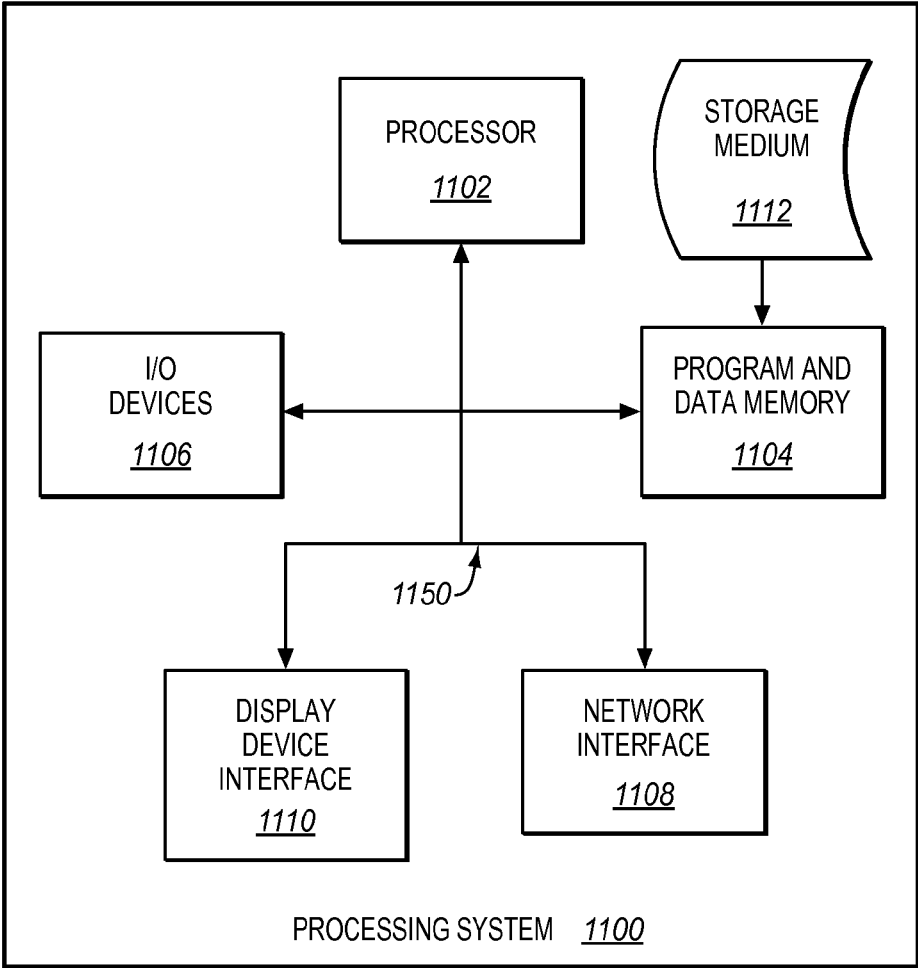 PROCESSOR
1102
STORAGE
MEDIUM
1112
I/O
DEVICES
1106
PROGRAM AND
DATA MEMORY
1104
1150
DISPLAY
DEVICE
INTERFACE
1110
NETWORK
INTERFACE
1108
PROCESSING SYSTEM 1100